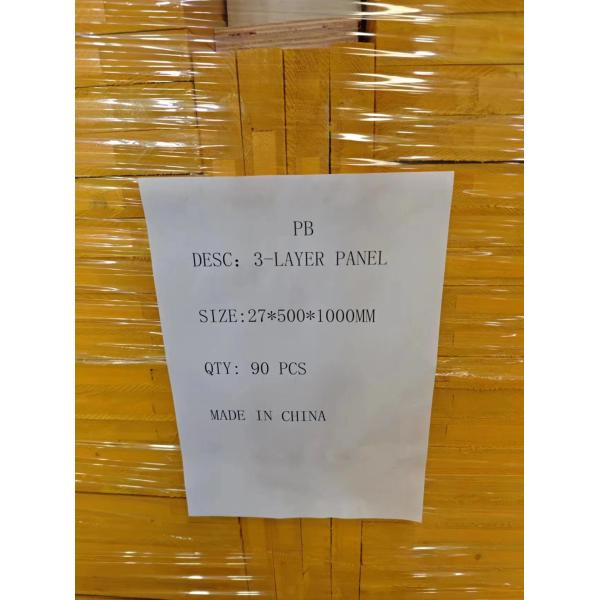 PB
DESC: 3-LAYER PANEL
SIZE:27*500*1000MM
QTY: 90 PCS
MADE IN CHINA